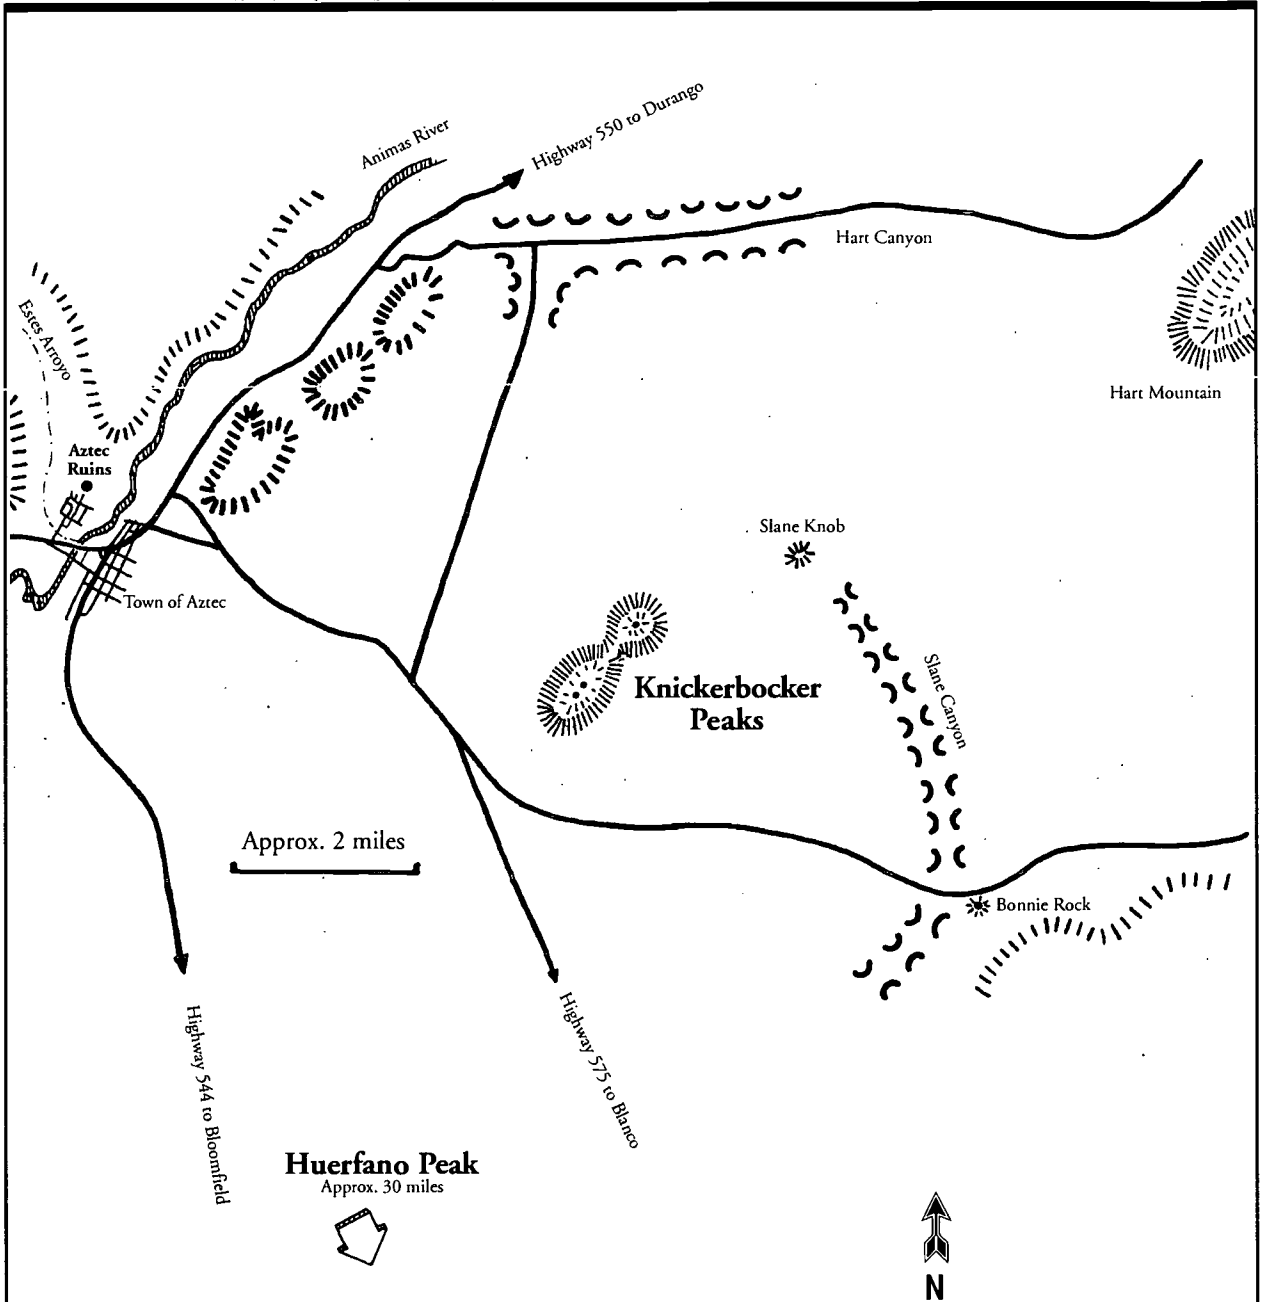 Highway 550 to Durango
Animas River
Hart Canyon
Estes Arroyo
Hart Mountain
Aztec
Ruins
Slane Knob
Town of Aztec
Slane Canyon
Knickerbocker
Peaks
Approx. 2 miles
Bonnie Rock
Highway 544 to Bloomfield
Highway 575 to Blanco
Huerfano Peak
Approx. 30 miles
N